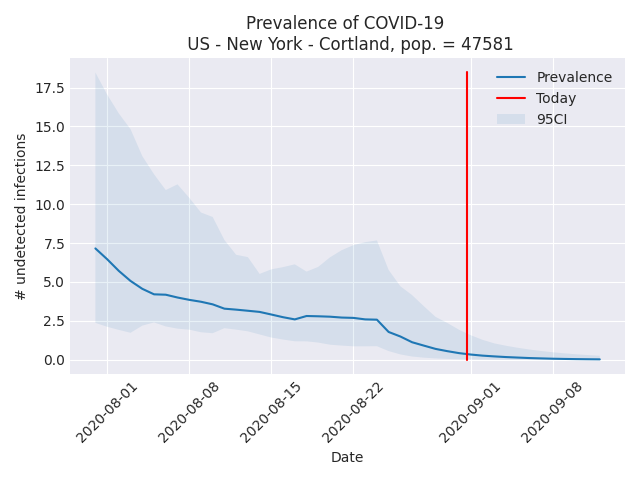 Prevalence of COVID-19
US - New York - Cortland, pop. = 47581
17.5
15.0
12.5
10.0
7.5
5.0
2.5
0.0
# undetected infections
Prevalence
Today
95CI
2020-08-01
2020-08-08
2020-08-15
2020-08-22
2020-09-01
2020-09-08
Date